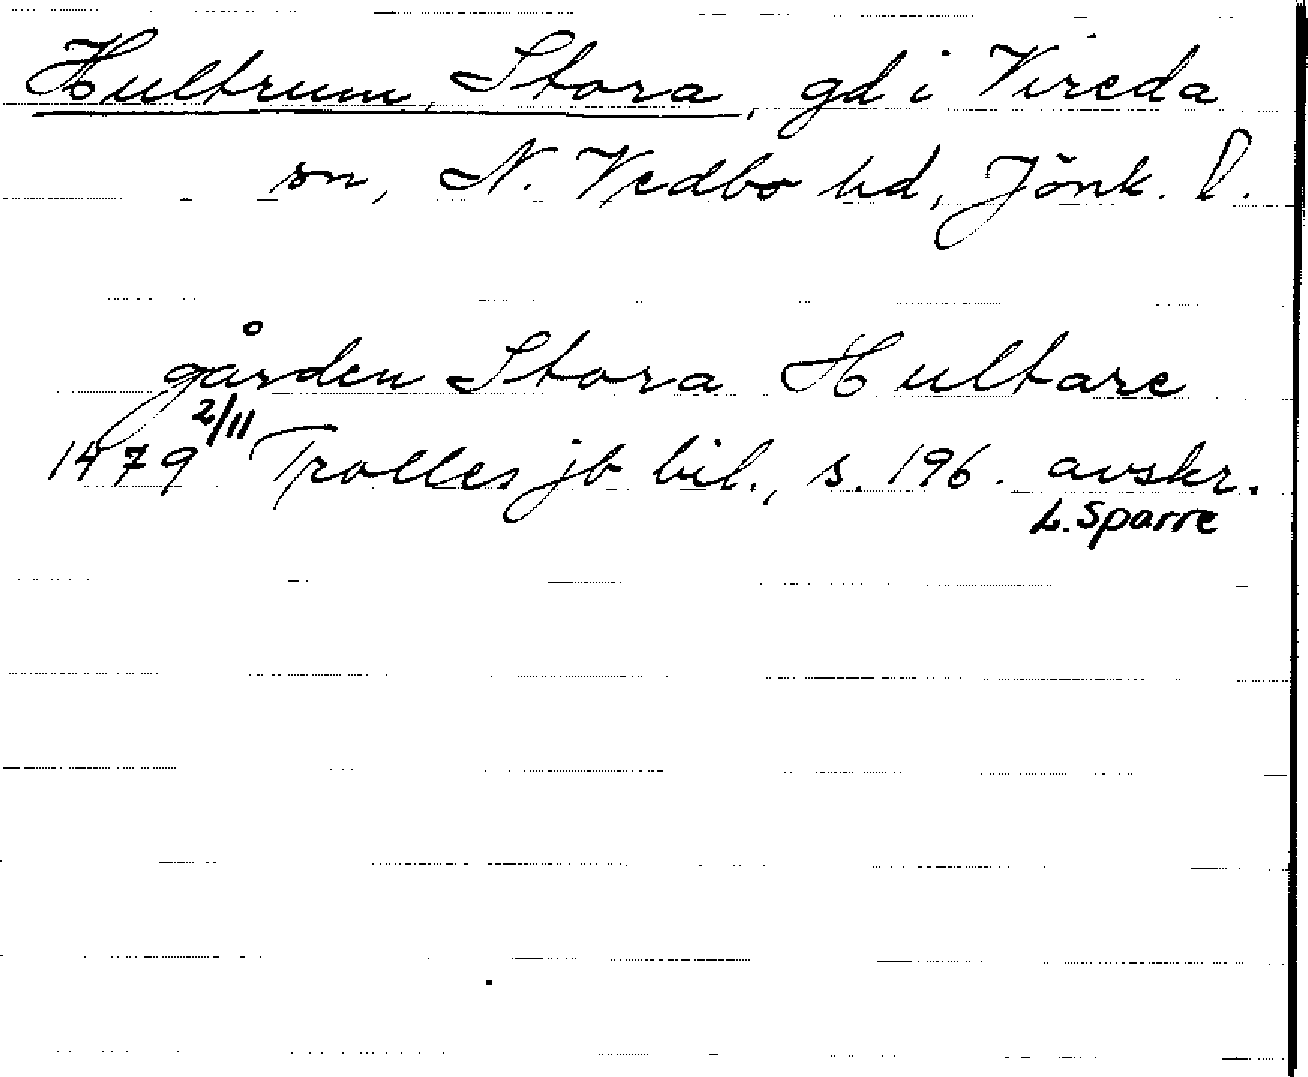 Hultrum, Stora, gd i Vireda
sn, N. Vedbo hd, Jönk. l.
gården Stora Hultare
1479 2/11 Trolles jb bil., s. 196. avskr.
L. Sparre